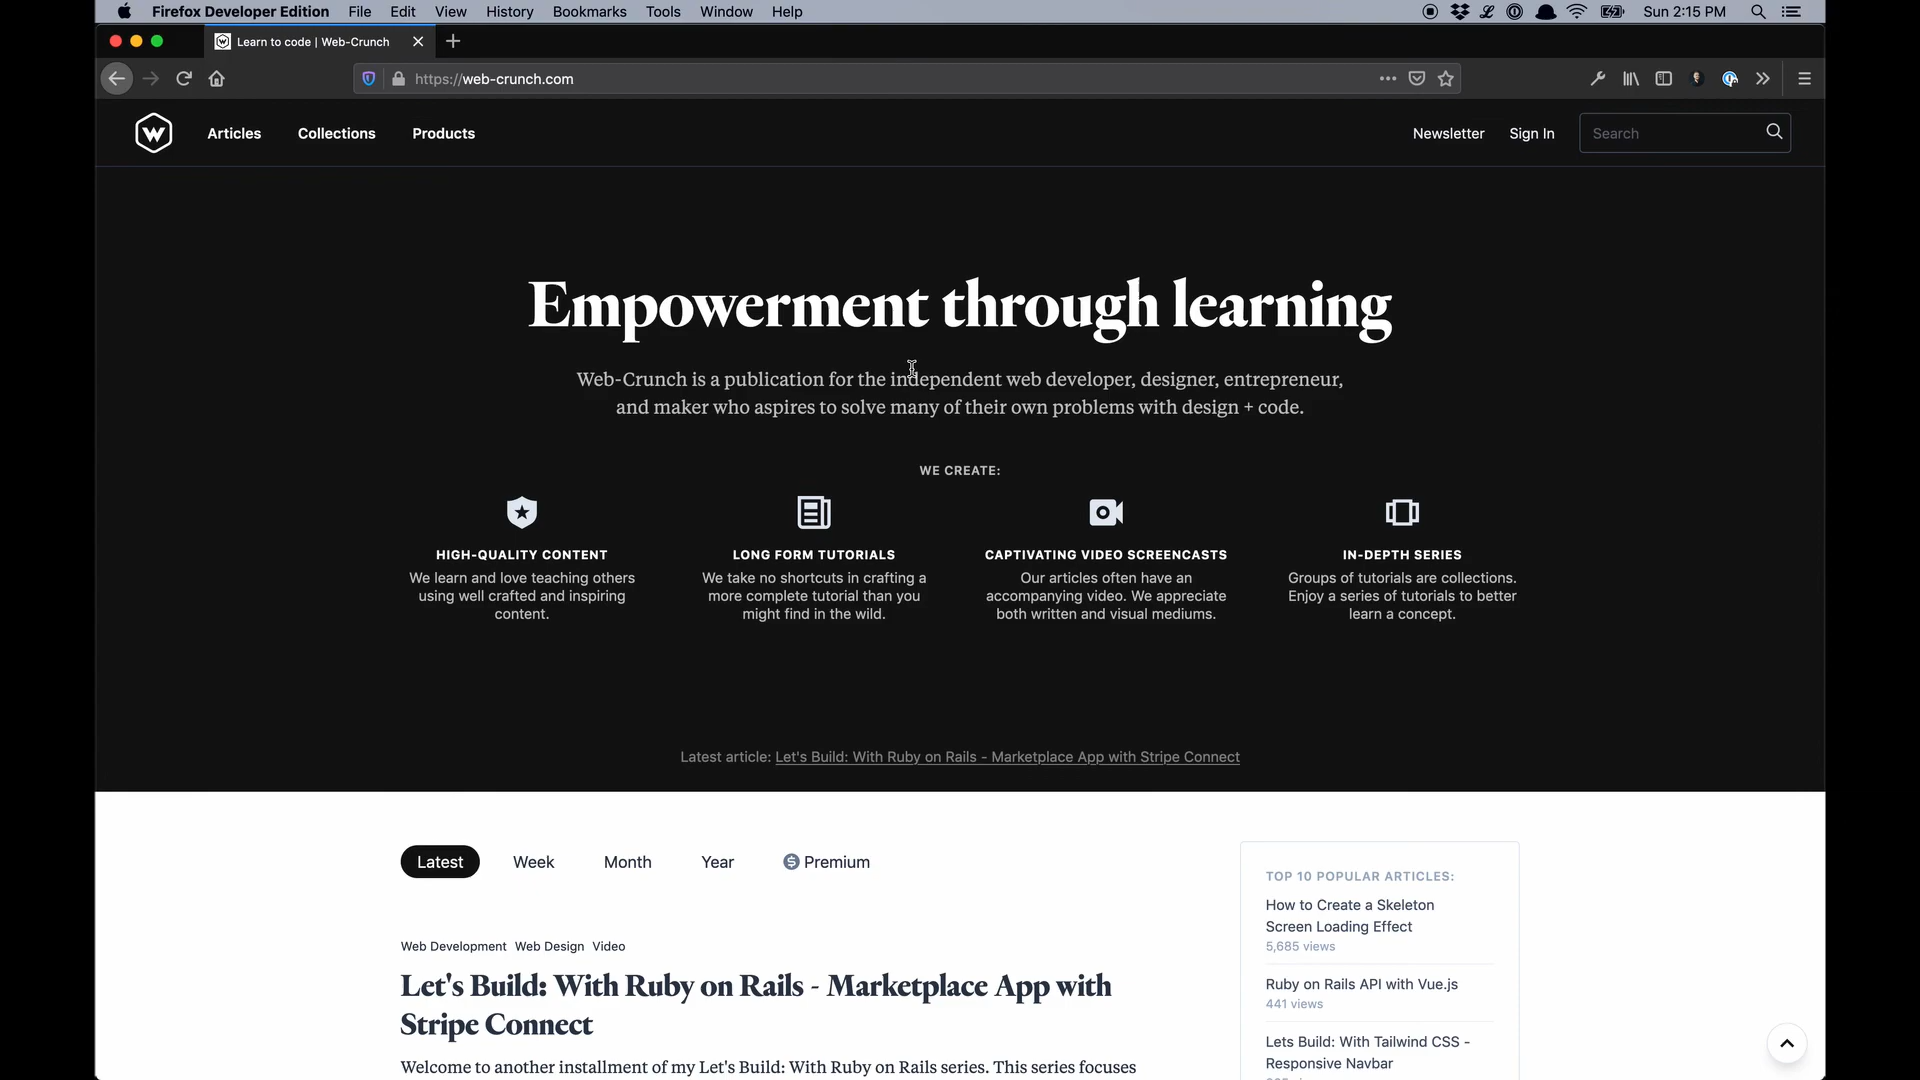 Firefox Developer Edition File Edit View History Bookmarks Tools Window Help Sun 2:15 PM
Learn to code | Web-Crunch
https://web-crunch.com
Articles Collections Products Newsletter Sign In Search
Empowerment through learning
Web-Crunch is a publication for the independent web developer, designer, entrepreneur,
and maker who aspires to solve many of their own problems with design + code.
WE CREATE:
HIGH-QUALITY CONTENT
We learn and love teaching others
using well crafted and inspiring
content.
LONG FORM TUTORIALS
We take no shortcuts in crafting a
more complete tutorial than you
might find in the wild.
CAPTIVATING VIDEO SCREENCASTS
Our articles often have an
accompanying video. We appreciate
both written and visual mediums.
IN-DEPTH SERIES
Groups of tutorials are collections.
Enjoy a series of tutorials to better
learn a concept.
Latest article: Let's Build: With Ruby on Rails - Marketplace App with Stripe Connect
Latest Week Month Year Premium
Web Development Web Design Video
Let's Build: With Ruby on Rails - Marketplace App with
Stripe Connect
Welcome to another installment of my Let's Build: With Ruby on Rails series. This series focuses
TOP 10 POPULAR ARTICLES:
How to Create a Skeleton
Screen Loading Effect
5,685 views
Ruby on Rails API with Vue.js
441 views
Lets Build: With Tailwind CSS -
Responsive Navbar